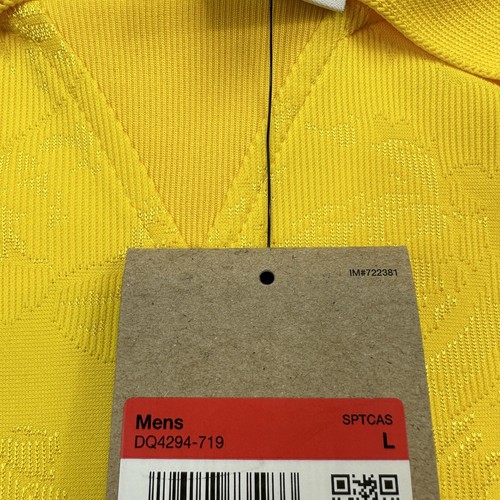 IM#722381
Mens SPTCAS
DQ4294-719 L